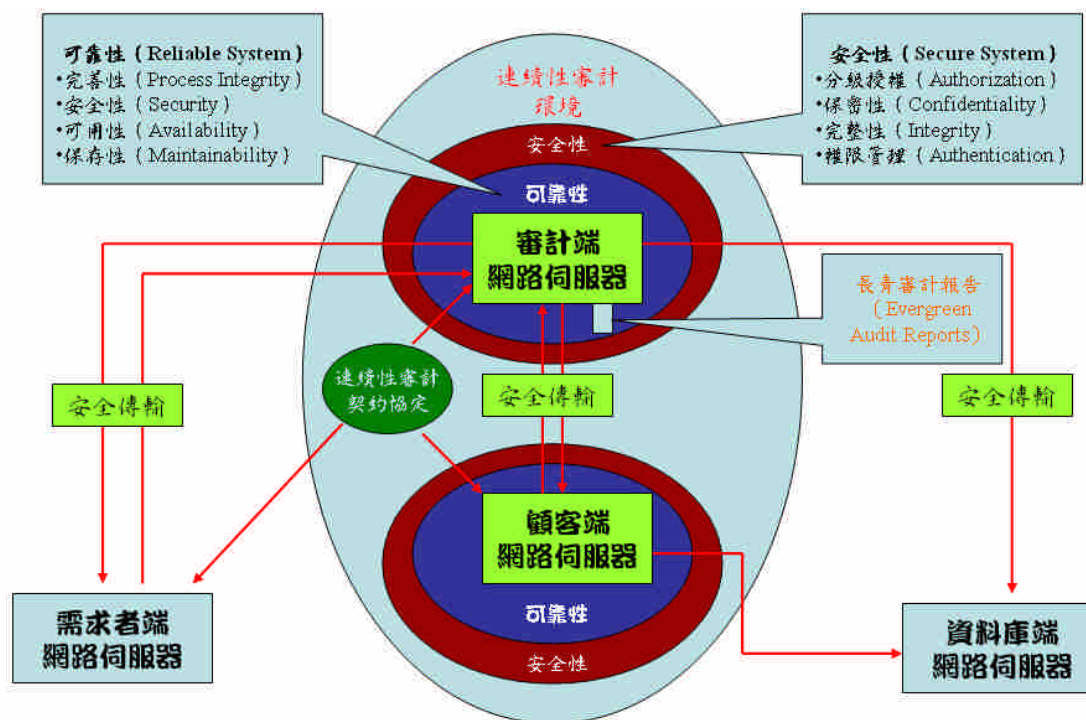 可靠性 ( Reliable System )
•完善性 ( Process Integrity )
•安全性 ( Security )
•可用性 ( Availability )
•保存性 ( Maintainability )
連續性審計
環境
安全性 ( Secure System )
•分級授權 ( Authorization )
•保密性 ( Confidentiality )
•完整性 ( Integrity )
•權限管理 ( Authentication )
安全性
可靠性
審計端
網路伺服器
長青審計報告
( Evergreen
Audit Reports)
連續性審計
契約協定
安全傳輸
安全傳輸
安全傳輸
顧客端
網路伺服器
可靠性
安全性
需求者端
網路伺服器
資料庫端
網路伺服器